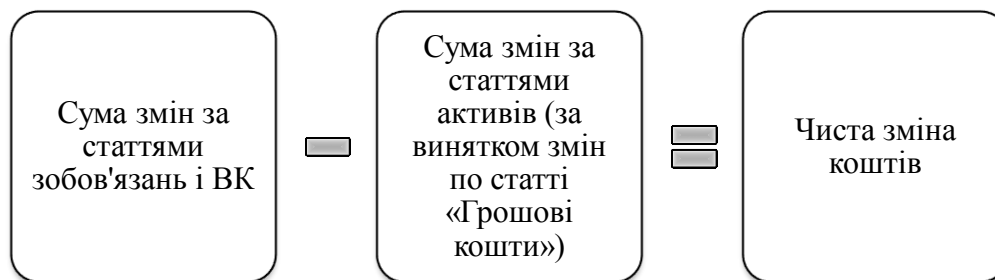 Сума змін за
статтями
зобов'язань і ВК
Сума змін за
статтями
активів (за
винятком змін
по статті
«Грошові
кошти»)
Чиста зміна
коштів